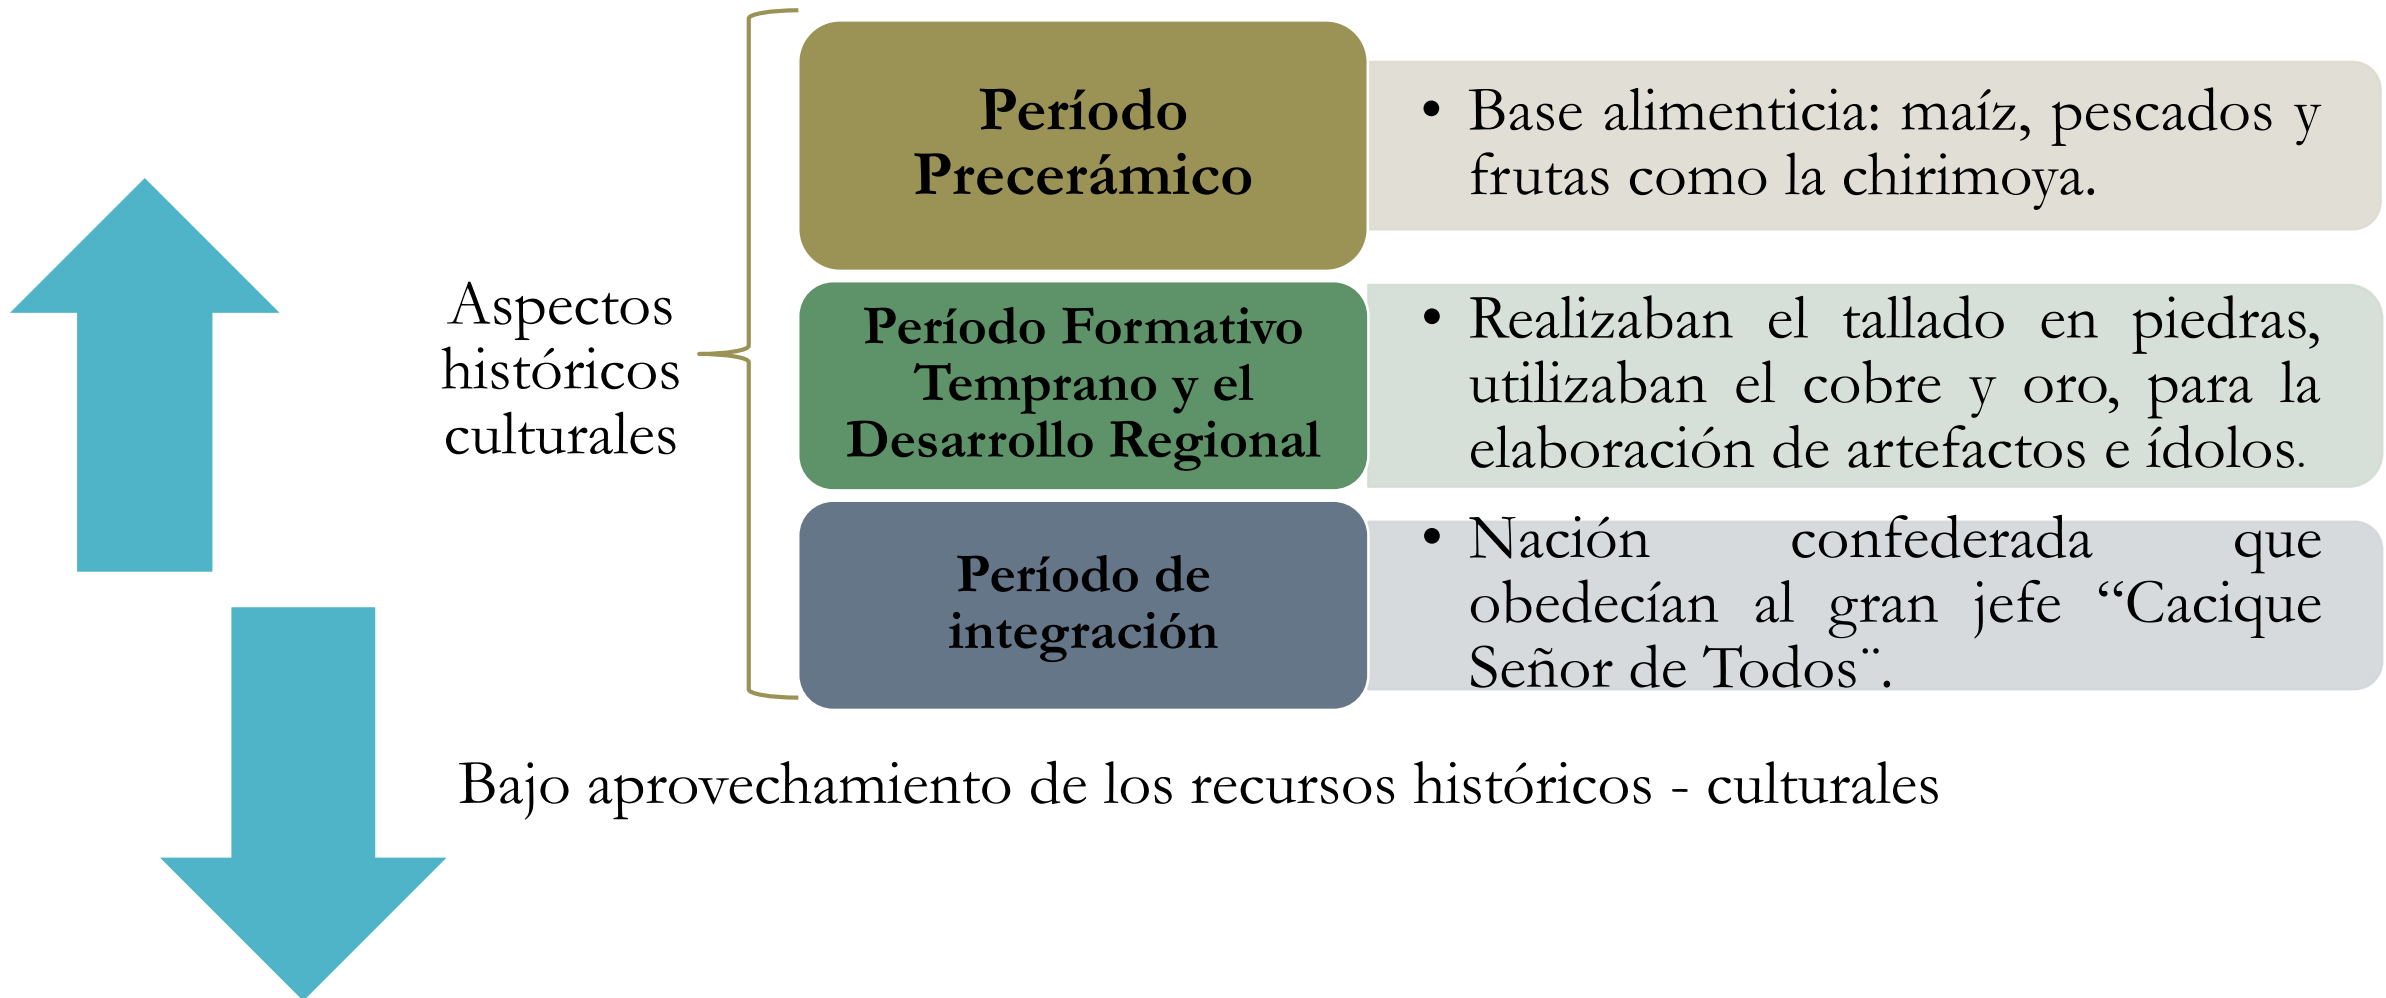 Aspectos
históricos
culturales
Período
Precerámico
• Base alimenticia: maíz, pescados y
frutas como la chirimoya.
Período Formativo
Temprano y el
Desarrollo Regional
• Realizaban el tallado en piedras,
utilizaban el cobre y oro, para la
elaboración de artefactos e ídolos.
Período de
integración
• Nación confederada que
obedecían al gran jefe “Cacique
Señor de Todos¨.
Bajo aprovechamiento de los recursos históricos - culturales